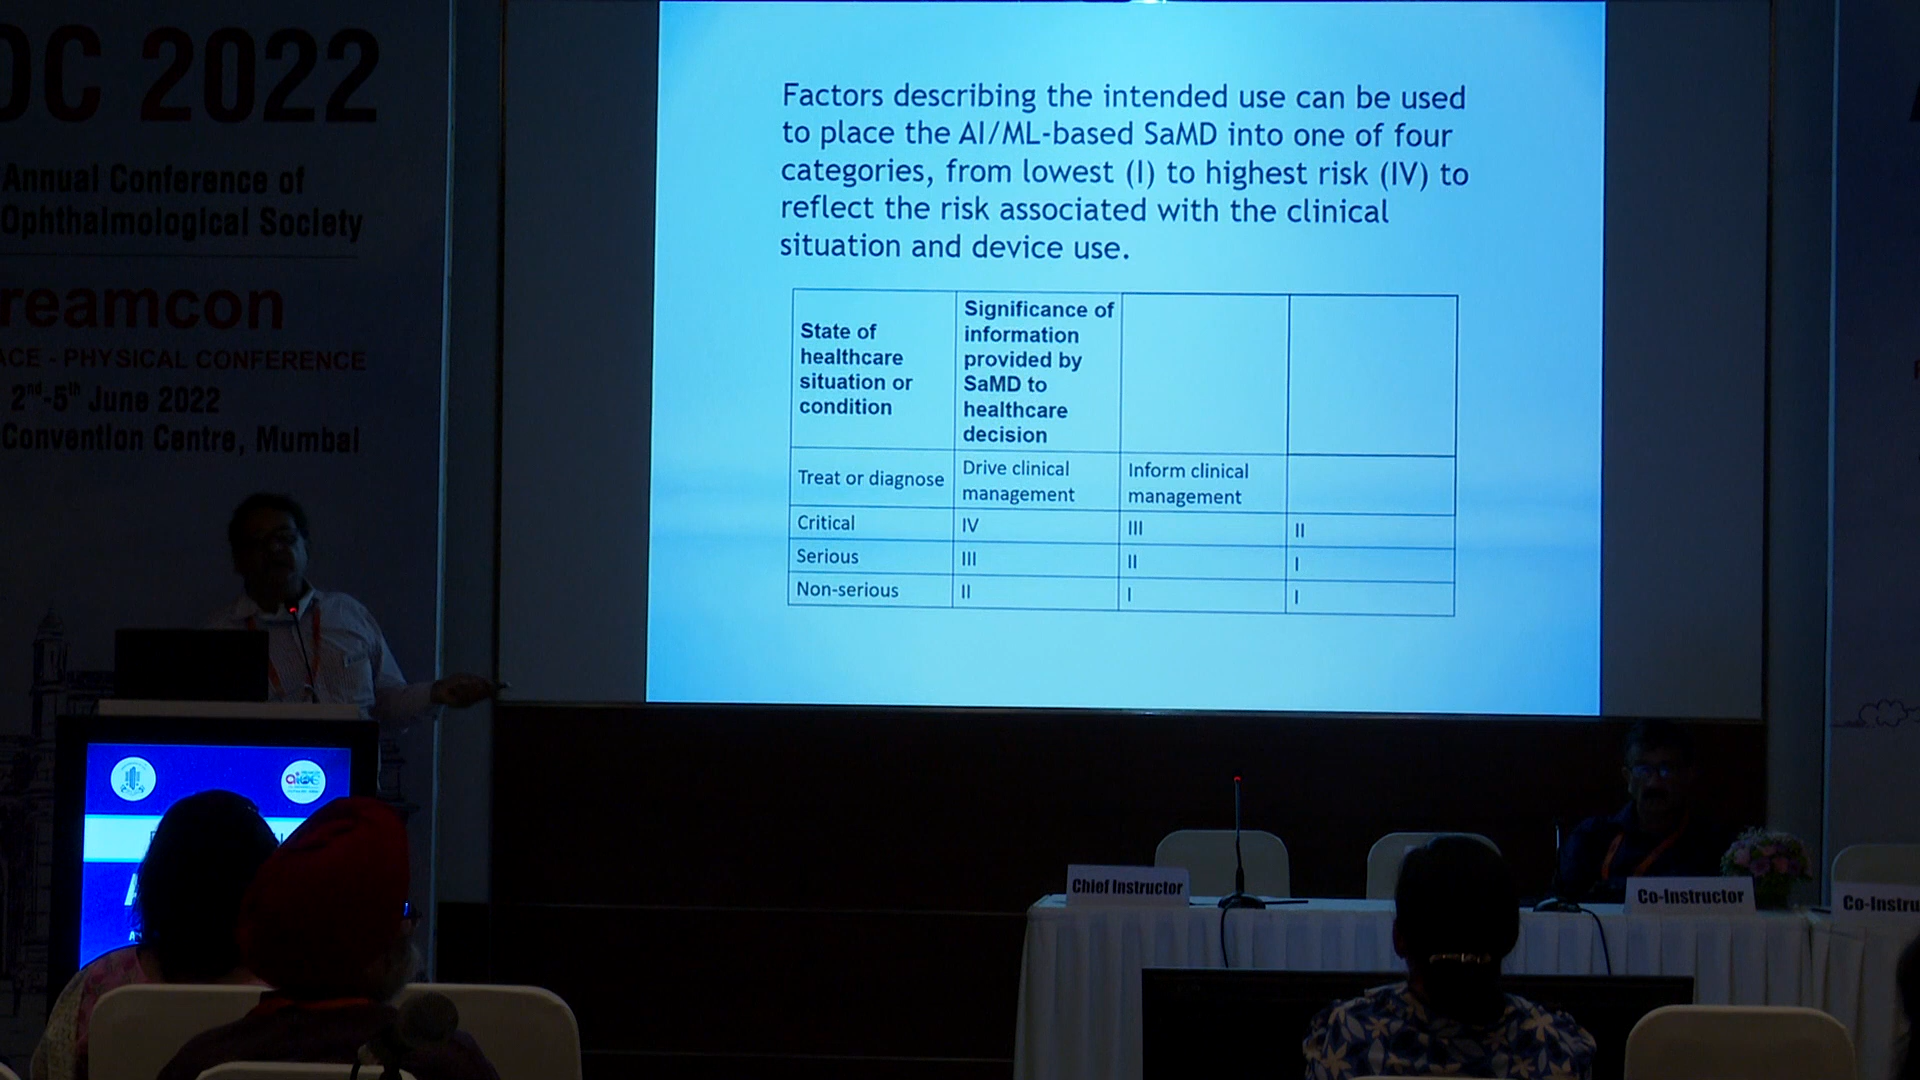 OC 2022
Annual Conference of
Ophthalmological Society
reamcon
ACE - PHYSICAL CONFERENCE
2nd-5th June 2022
Convention Centre, Mumbai
Factors describing the intended use can be used
to place the AI/ML-based SaMD into one of four
categories, from lowest (I) to highest risk (IV) to
reflect the risk associated with the clinical
situation and device use.
State of
healthcare
situation or
condition
Significance of
information
provided by
SaMD to
healthcare
decision
Treat or diagnose
Drive clinical
management
Inform clinical
management
Critical IV III II
Serious III II I
Non-serious II I I
Chief Instructor
Co-Instructor
Co-Instru